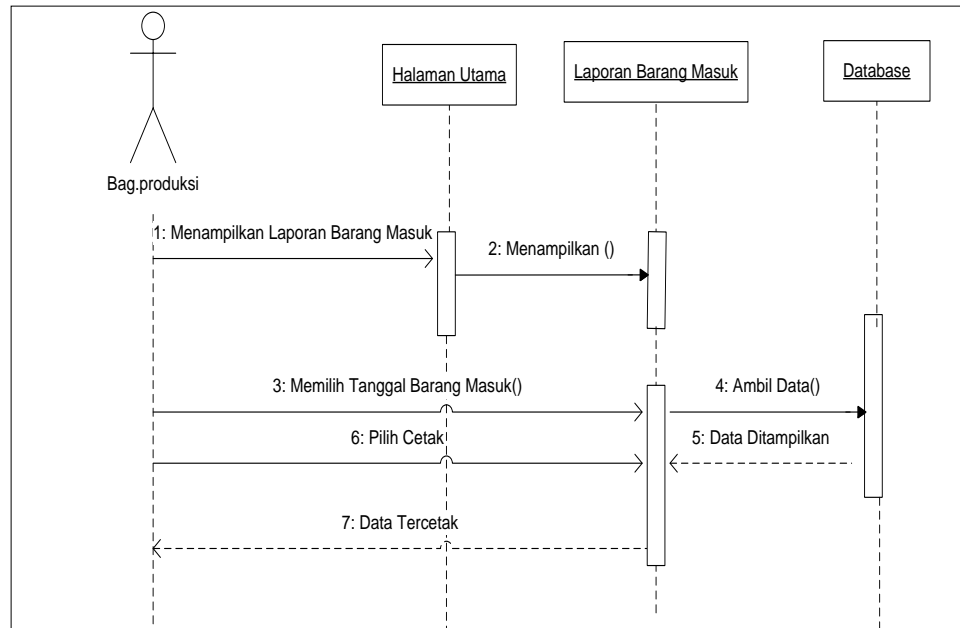 Halaman Utama
Laporan Barang Masuk
Database
Bag.produksi
1: Menampilkan Laporan Barang Masuk
2: Menampilkan ()
3: Memilih Tanggal Barang Masuk()
4: Ambil Data()
6: Pilih Cetak
5: Data Ditampilkan
7: Data Tercetak